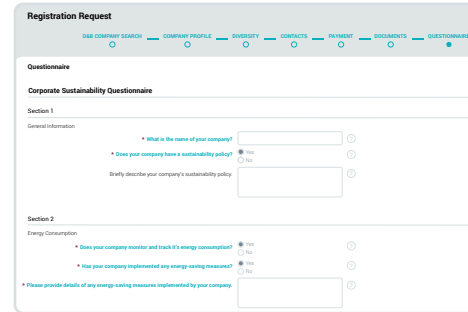 Registration Request
D&B COMPANY SEARCH COMPANY PROFILE DIVERSITY CONTACTS PAYMENT DOCUMENTS QUESTIONNAIRE
Questionnaire
Corporate Sustainability Questionnaire
Section 1
General Information
* What is the name of your company? ?
* Does your company have a sustainability policy? Yes ?
No
Briefly describe your company's sustainability policy. ?
Section 2
Energy Consumption
* Does your company monitor and track it's energy consumption? Yes ?
No
* Has your company implemented any energy-saving measures? Yes ?
No
* Please provide details of any energy-saving measures implemented by your company. ?